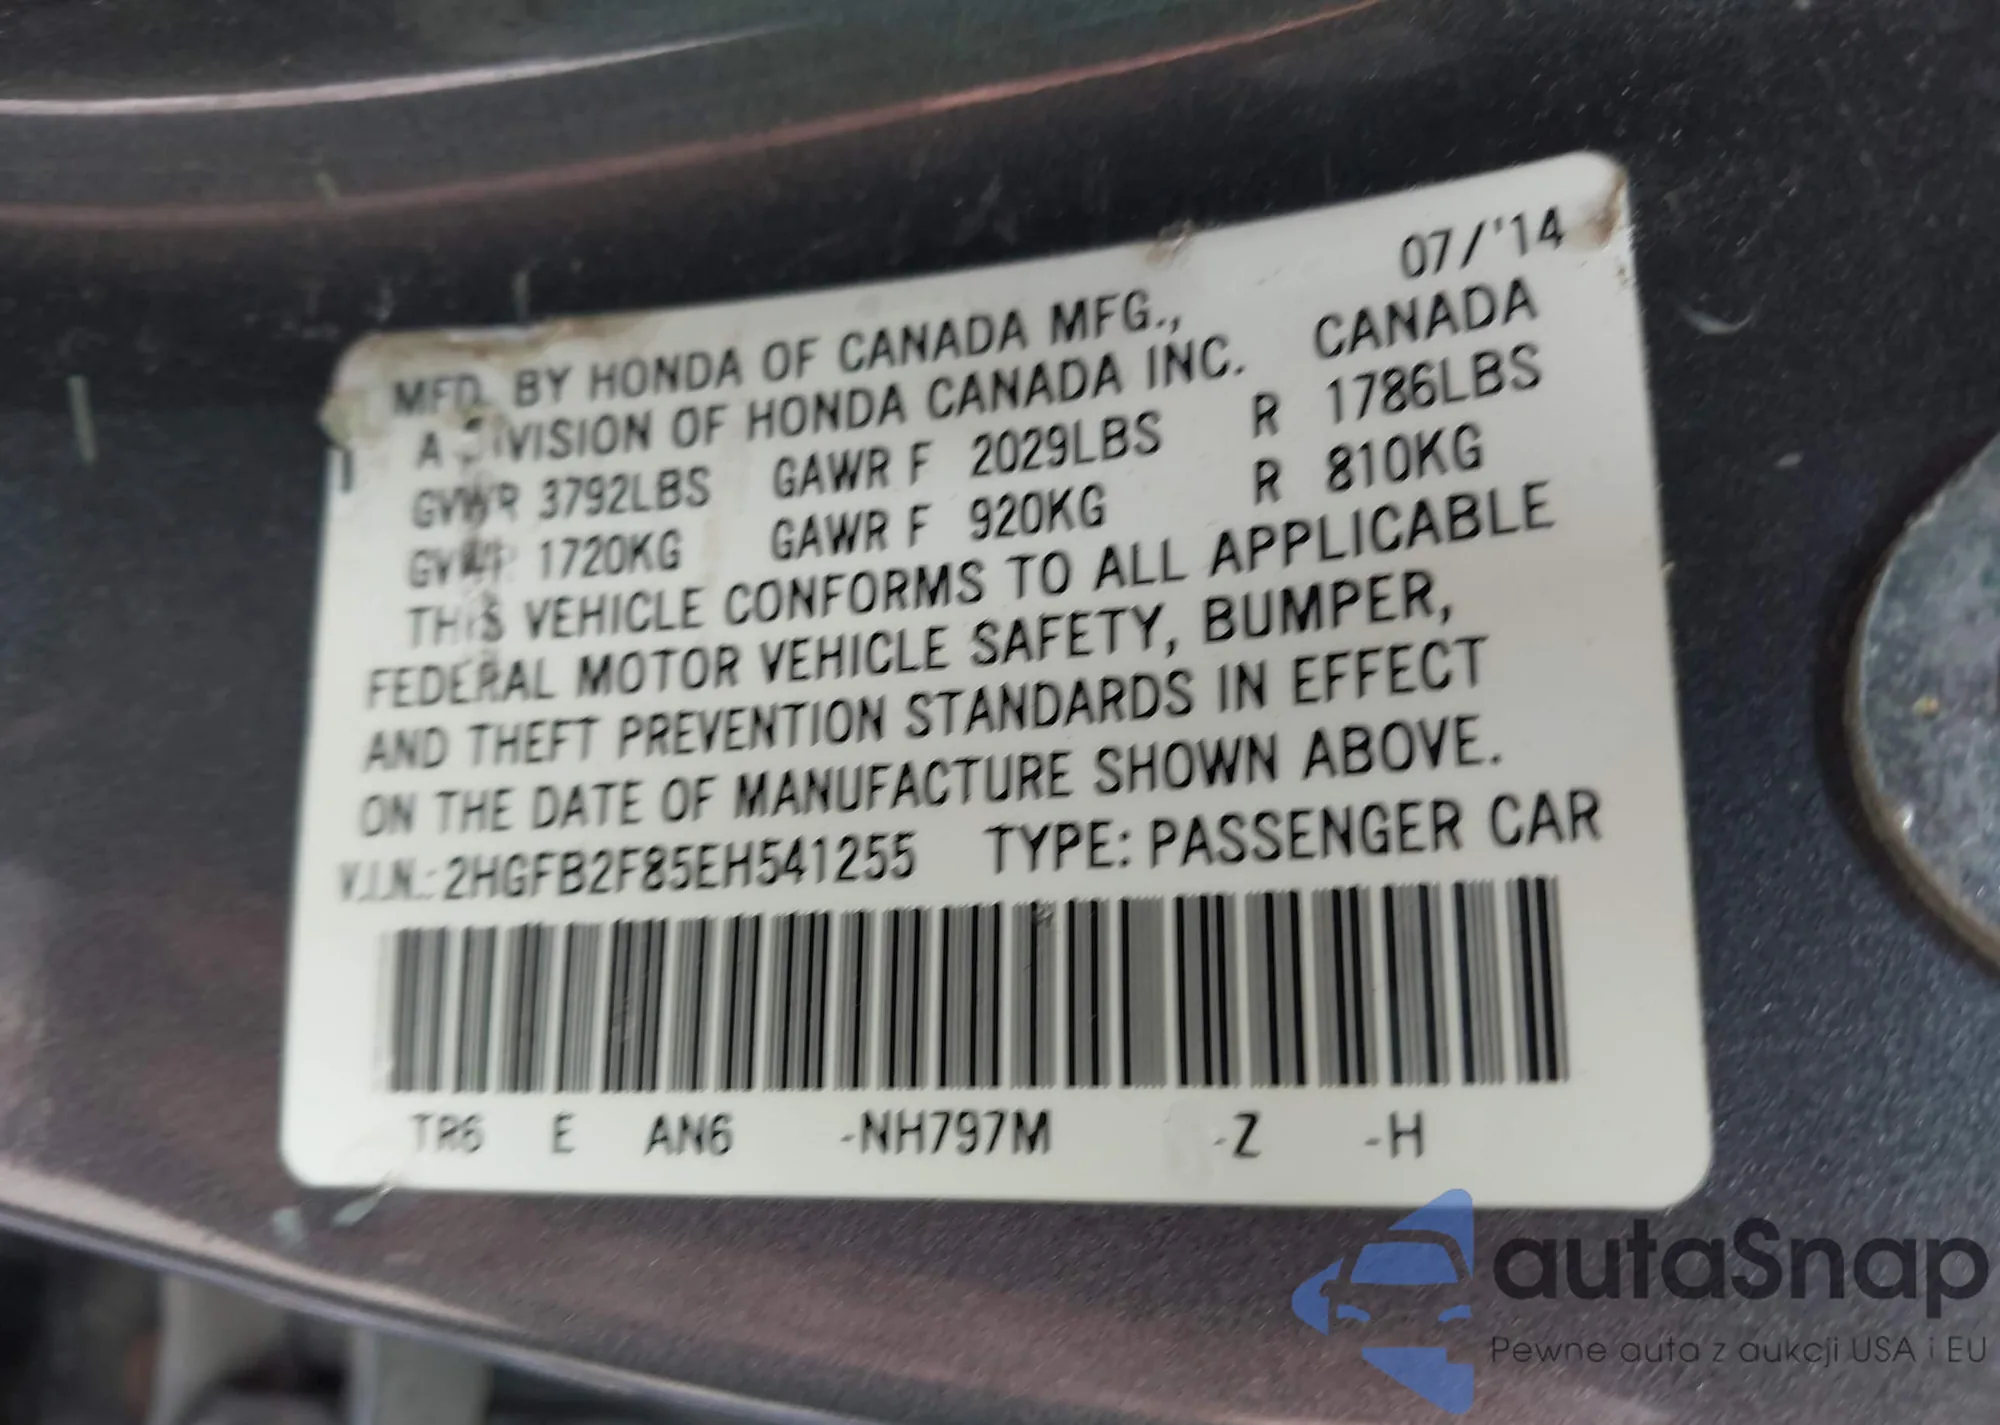 07/'14
MFD. BY HONDA OF CANADA MFG.,
A DIVISION OF HONDA CANADA INC. CANADA
GVWR 3792LBS GAWR F 2029LBS R 1786LBS
GVWR 1720KG GAWR F 920KG R 810KG
THIS VEHICLE CONFORMS TO ALL APPLICABLE
FEDERAL MOTOR VEHICLE SAFETY, BUMPER,
AND THEFT PREVENTION STANDARDS IN EFFECT
ON THE DATE OF MANUFACTURE SHOWN ABOVE.
V.I.N.: 2HGFB2F85EH541255 TYPE: PASSENGER CAR
TR6 E AN6 -NH797M -Z -H
autaSnap
Pewne auta z aukcji USA i EU